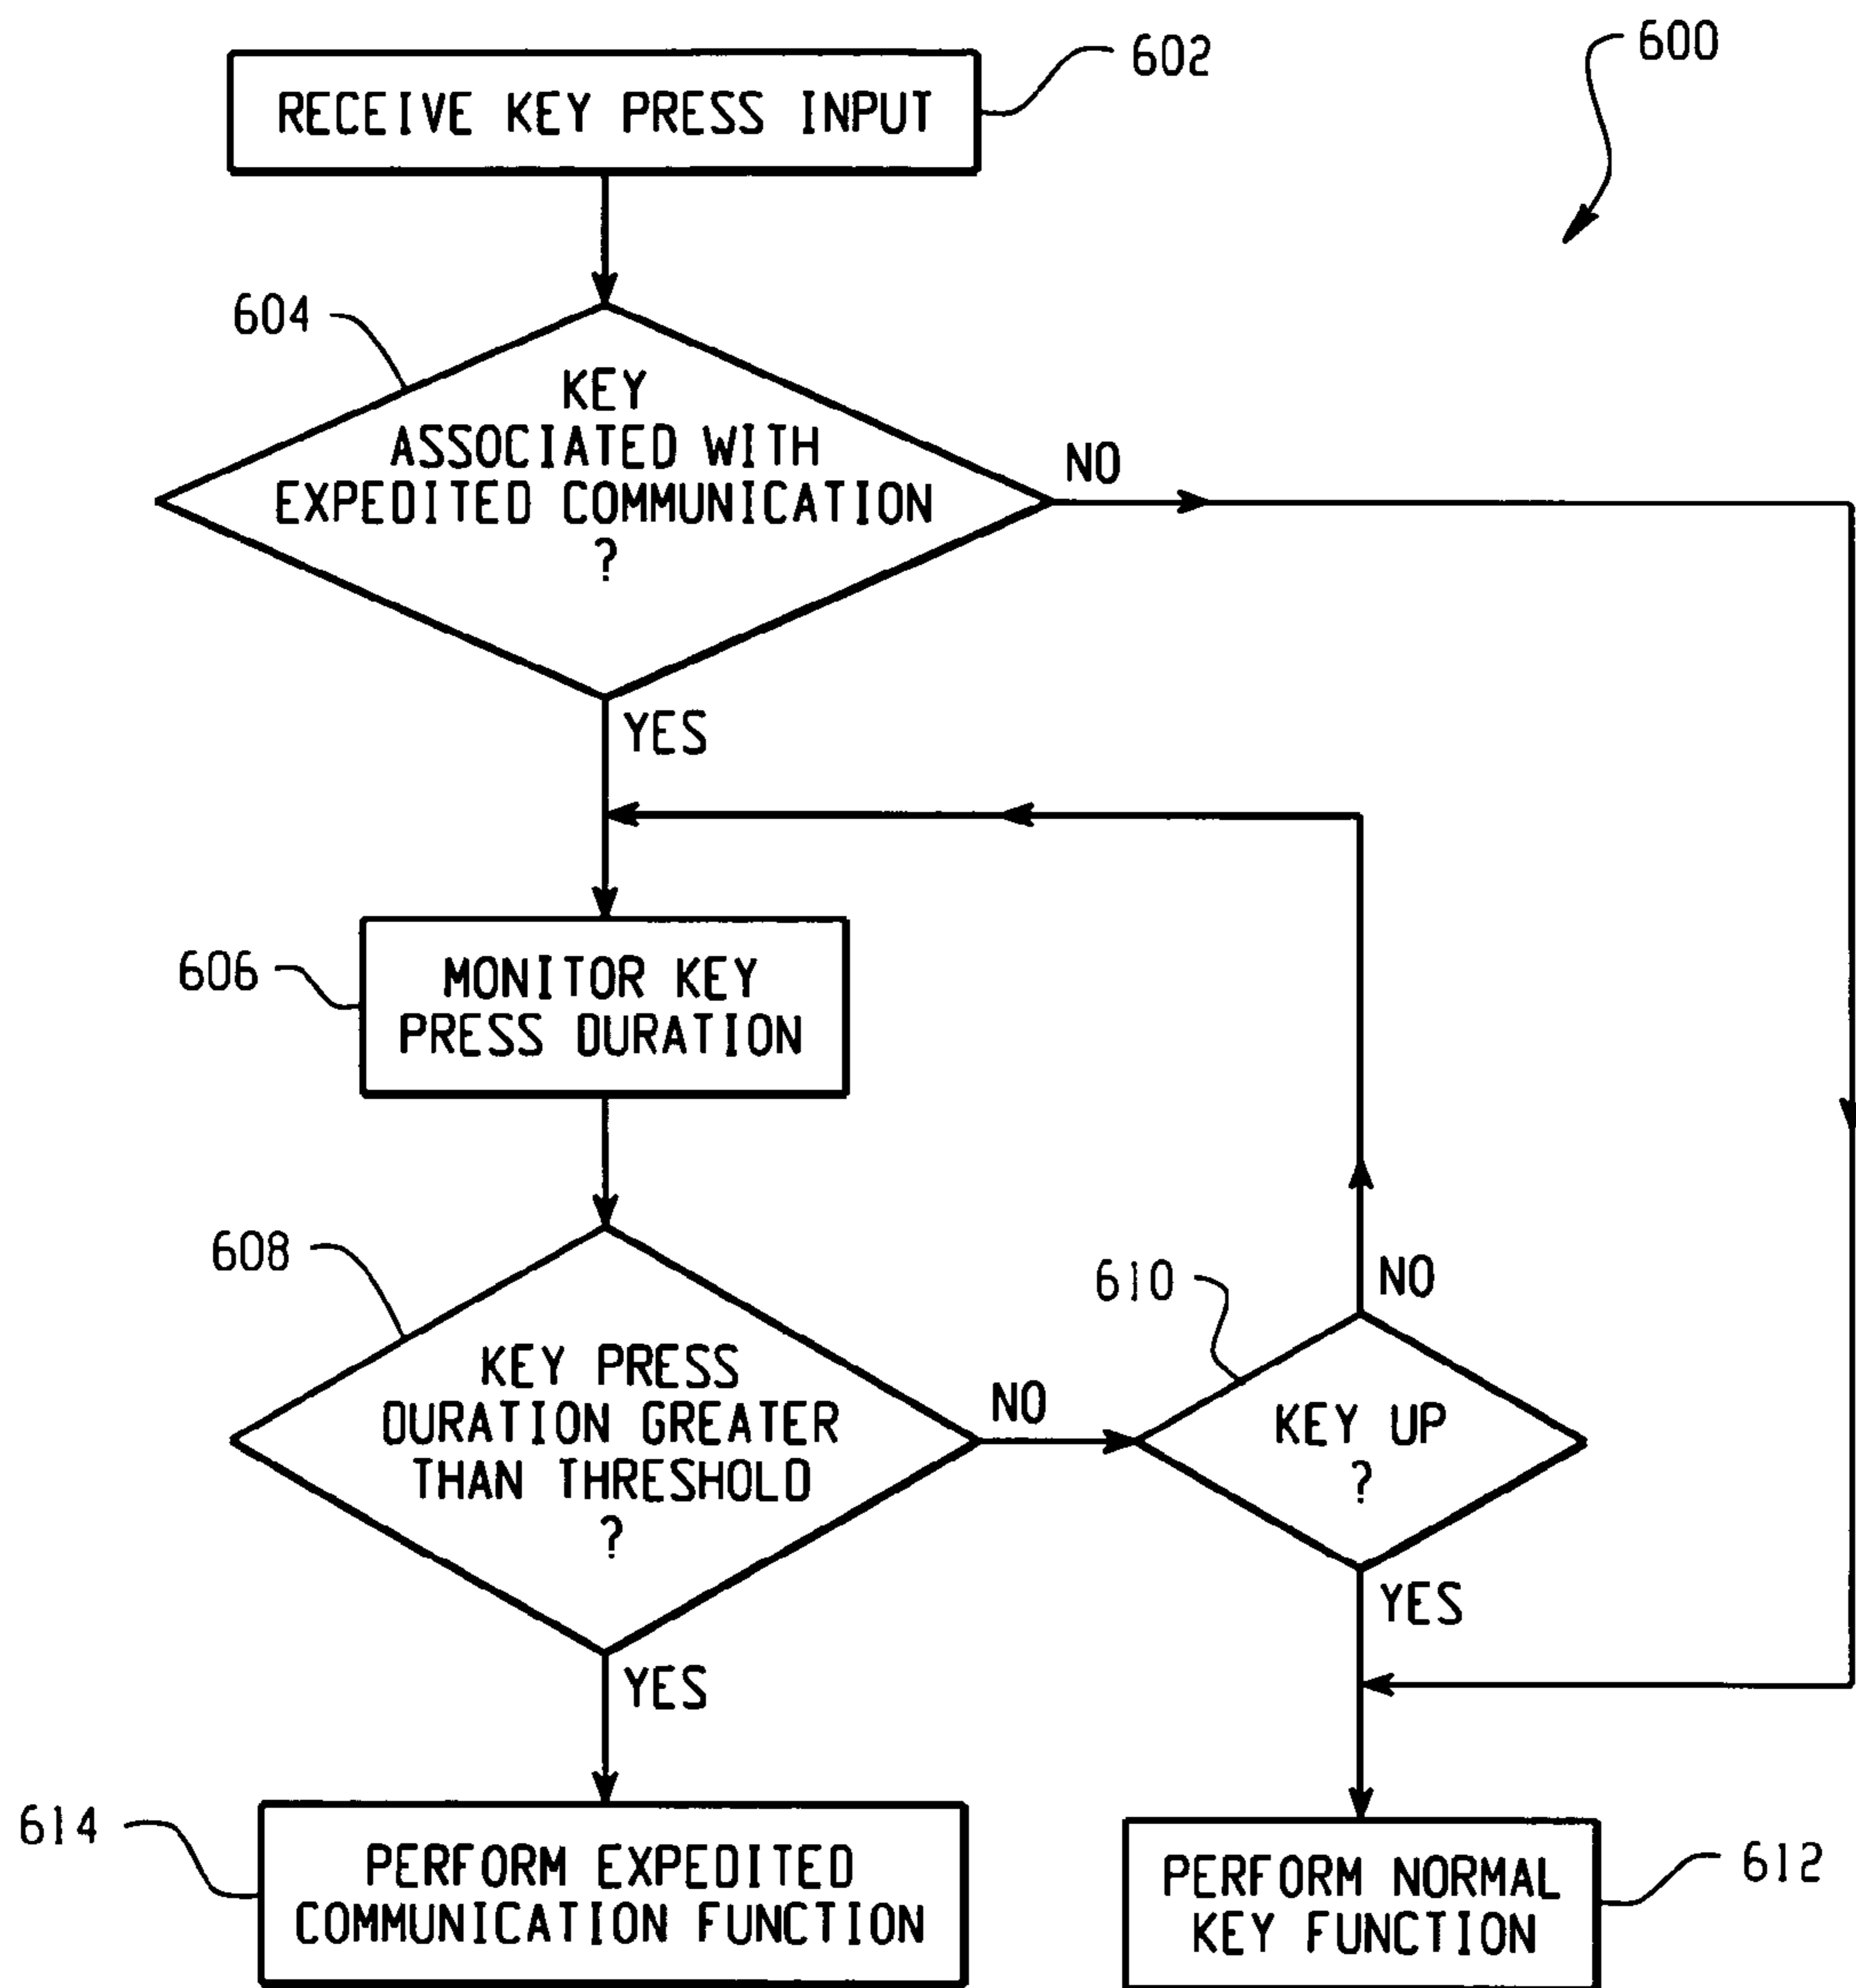 600
602
RECEIVE KEY PRESS INPUT
604
KEY
ASSOCIATED WITH
EXPEDITED COMMUNICATION
?
NO
YES
606
MONITOR KEY
PRESS DURATION
608
KEY PRESS
DURATION GREATER
THAN THRESHOLD
?
NO
610
KEY UP
?
NO
YES
YES
614
PERFORM EXPEDITED
COMMUNICATION FUNCTION
PERFORM NORMAL
KEY FUNCTION
612